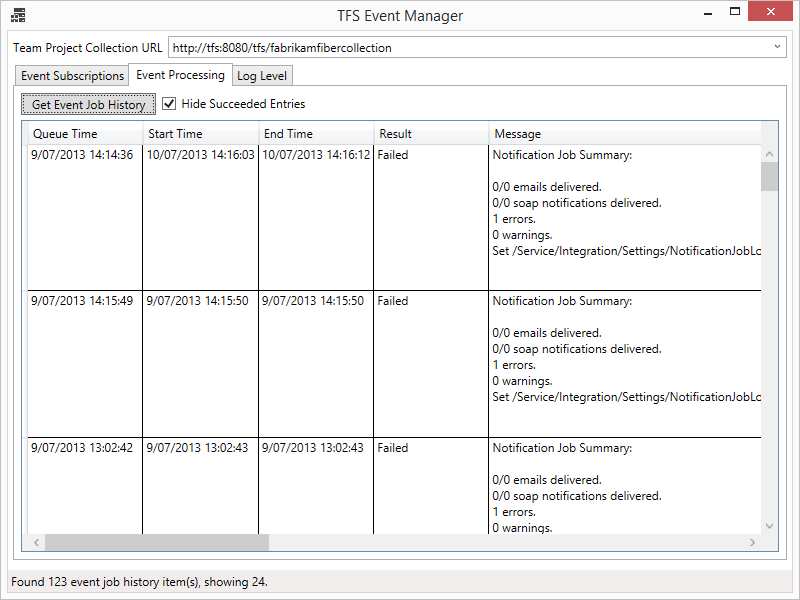 TFS Event Manager
Team Project Collection URL http://tfs:8080/tfs/fabrikamfibercollection
Event Subscriptions Event Processing Log Level
Get Event Job History Hide Succeeded Entries
Queue Time Start Time End Time Result Message
9/07/2013 14:14:36 10/07/2013 14:16:03 10/07/2013 14:16:12 Failed Notification Job Summary:
0/0 emails delivered.
0/0 soap notifications delivered.
1 errors.
0 warnings.
Set /Service/Integration/Settings/NotificationJobLo
9/07/2013 14:15:49 9/07/2013 14:15:50 9/07/2013 14:15:50 Failed Notification Job Summary:
0/0 emails delivered.
0/0 soap notifications delivered.
1 errors.
0 warnings.
Set /Service/Integration/Settings/NotificationJobLo
9/07/2013 13:02:42 9/07/2013 13:02:43 9/07/2013 13:02:43 Failed Notification Job Summary:
0/0 emails delivered.
0/0 soap notifications delivered.
1 errors.
0 warnings.
Found 123 event job history item(s), showing 24.